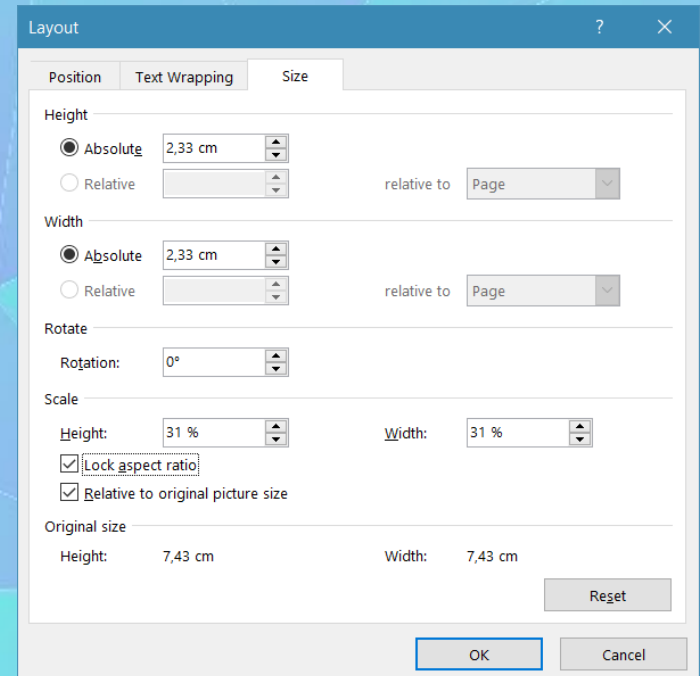 Layout ? ×
Position Text Wrapping Size
Height
Absolute 2,33 cm
Relative relative to Page
Width
Absolute 2,33 cm
Relative relative to Page
Rotate
Rotation: 0°
Scale
Height: 31 % Width: 31 %
Lock aspect ratio
Relative to original picture size
Original size
Height: 7,43 cm Width: 7,43 cm
Reset
OK Cancel